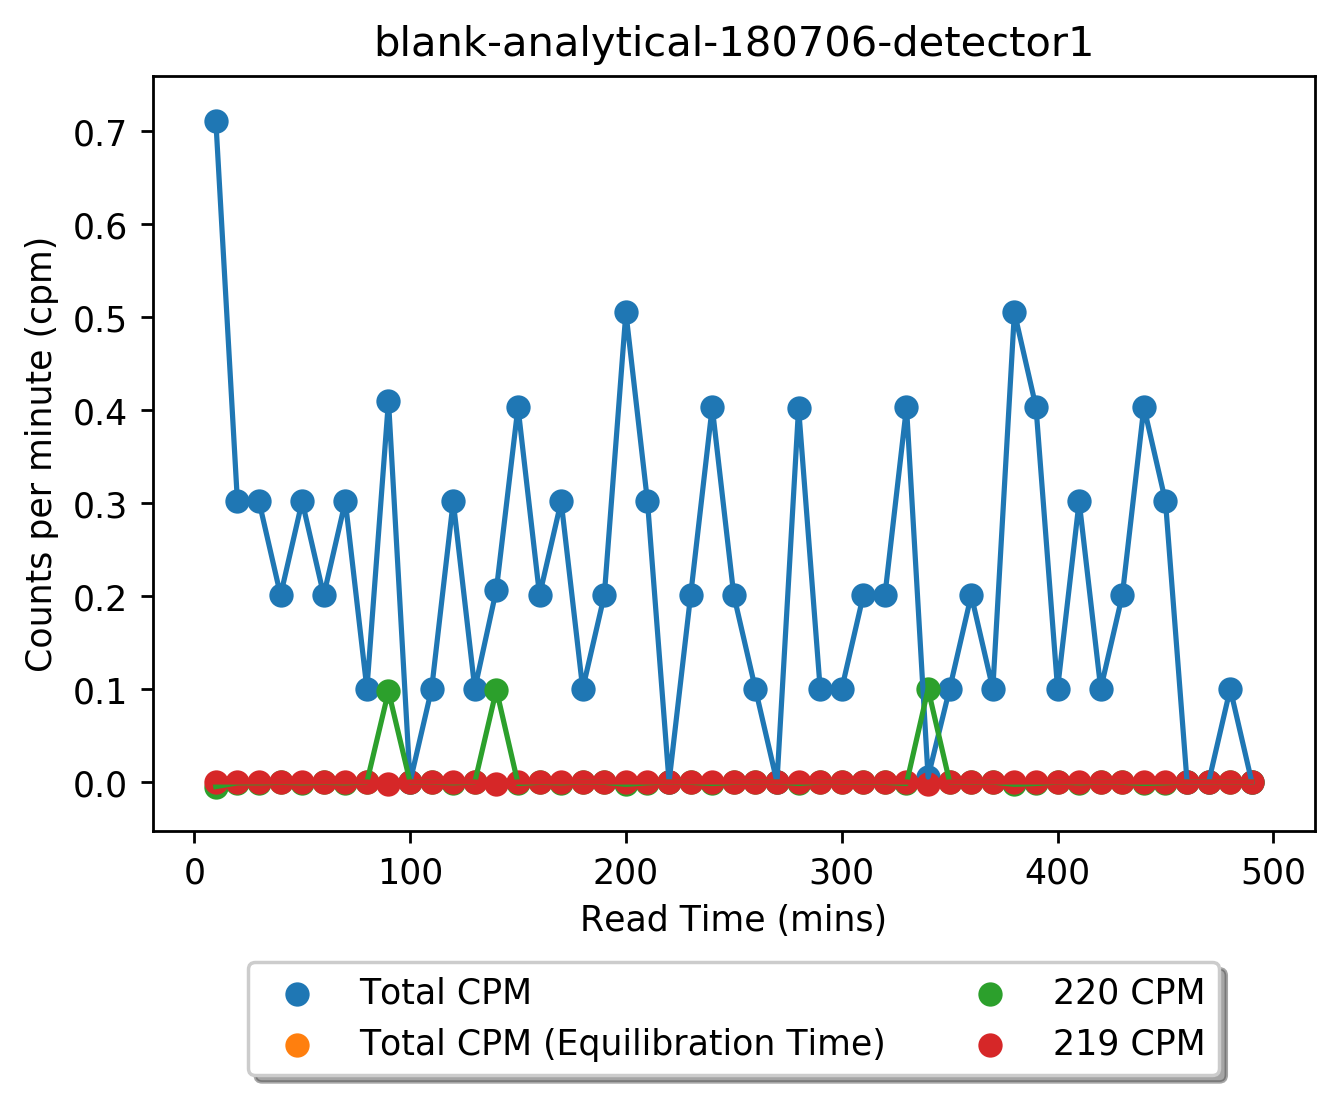 blank-analytical-180706-detector1
Counts per minute (cpm)
0.7
0.6
0.5
0.4
0.3
0.2
0.1
0.0
0 100 200 300 400 500
Read Time (mins)
Total CPM
Total CPM (Equilibration Time)
220 CPM
219 CPM